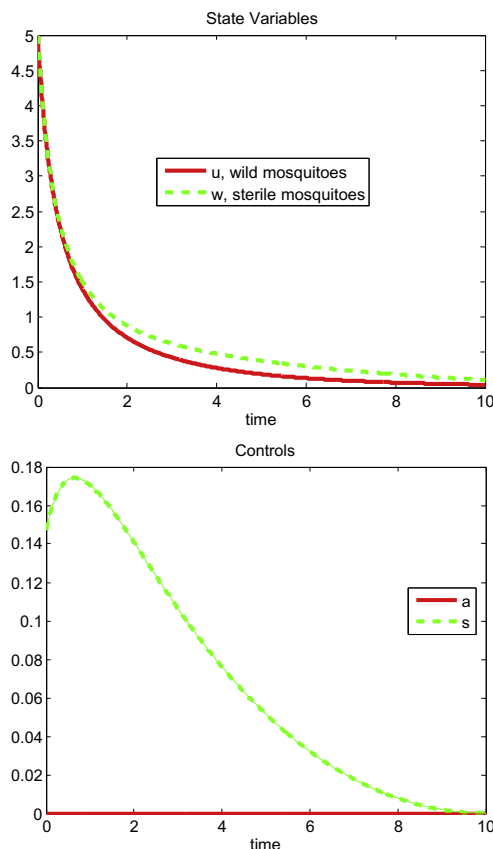 State Variables
5
4.5
4
3.5
3
2.5
2
1.5
1
0.5
0
u, wild mosquitoes
w, sterile mosquitoes
0 2 4 6 8 10
time
Controls
0.18
0.16
0.14
0.12
0.1
0.08
0.06
0.04
0.02
0
a
s
0 2 4 6 8 10
time